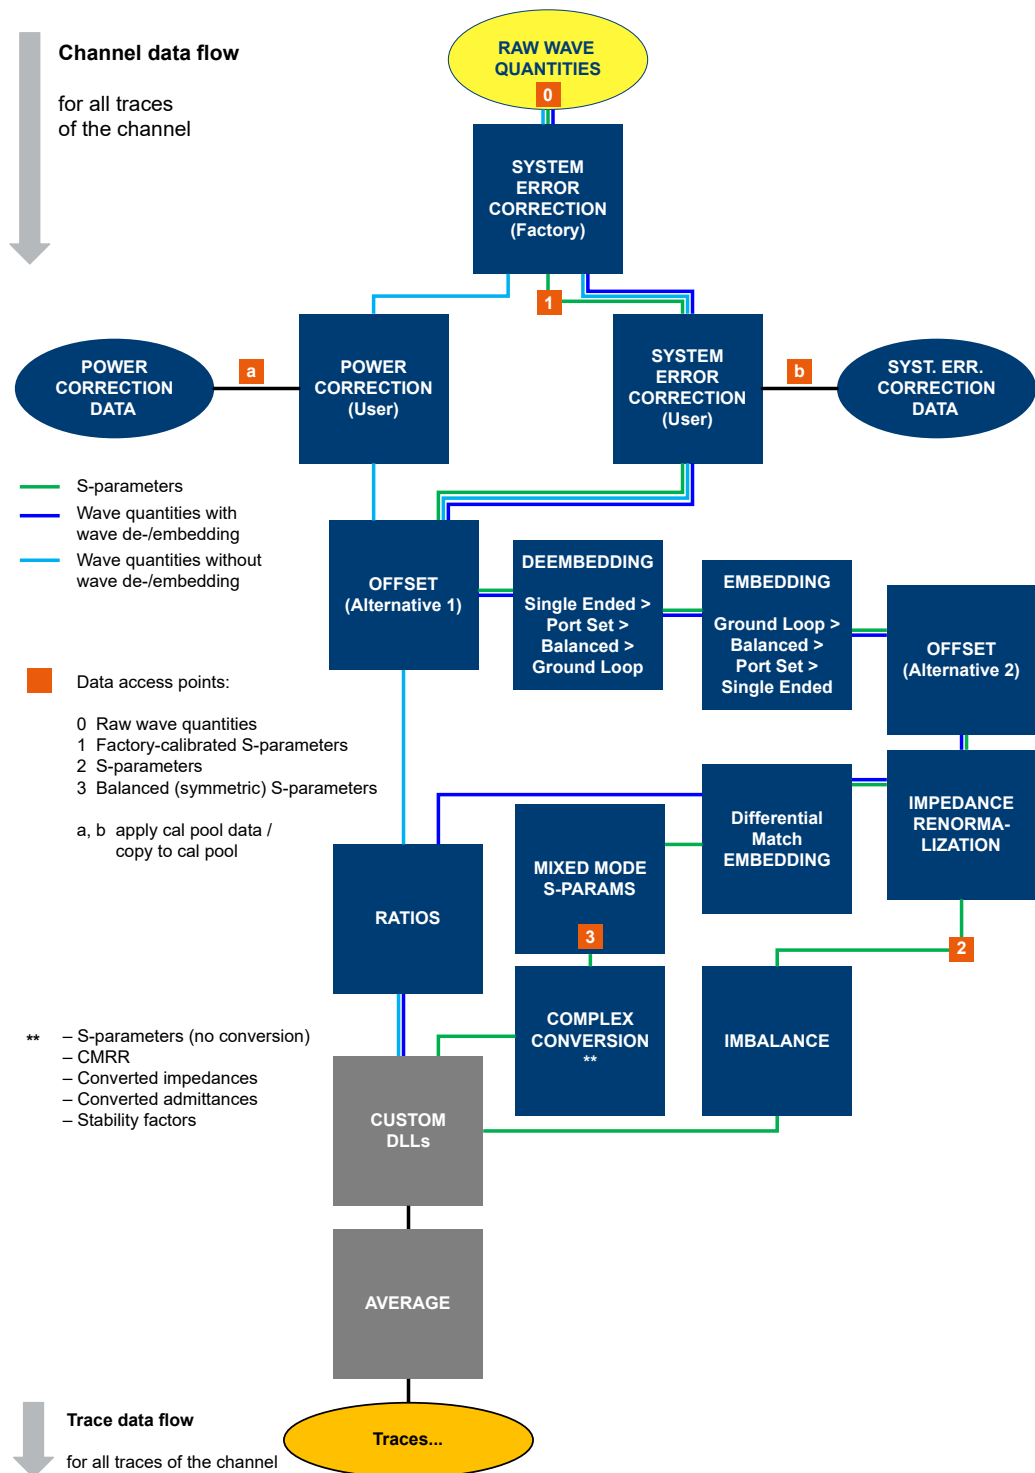 Channel data flow
for all traces
of the channel
RAW WAVE
QUANTITIES
0
SYSTEM
ERROR
CORRECTION
(Factory)
1
POWER
CORRECTION
DATA
a
POWER
CORRECTION
(User)
SYSTEM
ERROR
CORRECTION
(User)
b
SYST. ERR.
CORRECTION
DATA
S-parameters
Wave quantities with
wave de-/embedding
Wave quantities without
wave de-/embedding
OFFSET
(Alternative 1)
DEEMBEDDING
Single Ended >
Port Set >
Balanced >
Ground Loop
EMBEDDING
Ground Loop >
Balanced >
Port Set >
Single Ended
OFFSET
(Alternative 2)
Data access points:
0 Raw wave quantities
1 Factory-calibrated S-parameters
2 S-parameters
3 Balanced (symmetric) S-parameters
a, b apply cal pool data /
copy to cal pool
RATIOS
MIXED MODE
S-PARAMS
3
Differential
Match
EMBEDDING
IMPEDANCE
RENORMA-
LIZATION
2
COMPLEX
CONVERSION
**
IMBALANCE
** – S-parameters (no conversion)
– CMRR
– Converted impedances
– Converted admittances
– Stability factors
CUSTOM
DLLs
AVERAGE
Traces...
Trace data flow
for all traces of the channel